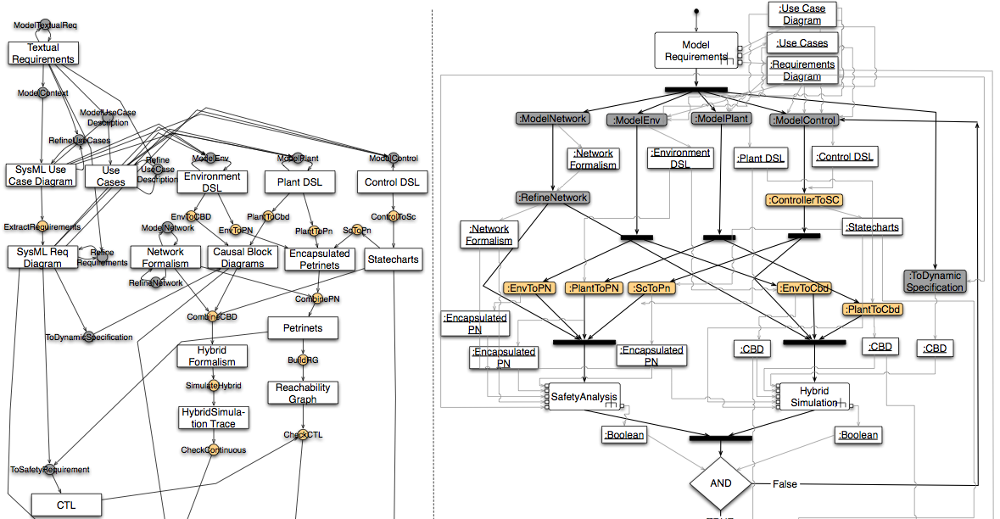 ModelTextualReq
Textual
Requirements
ModelContext
ModelUseCase
Description
RefineUseCases
SysML Use
Case Diagram
Use
Cases
Refine
UseCase
Description
ModelEnv
ModelPlant
ModelControl
Environment
DSL
Plant DSL
Control DSL
ExtractRequirements
EnvToCBD
PlantToCbd
ControlToSc
ModelNetwork
EnvToPN
PlantToPn
ScToPn
SysML Req
Diagram
Refine
Requirements
Network
Formalism
Causal Block
Diagrams
Encapsulated
Petrinets
Statecharts
RefineNetwork
CombinePN
CombineCBD
Petrinets
ToDynamicSpecification
Hybrid
Formalism
BuildRG
SimulateHybrid
Reachability
Graph
HybridSimula-
tion Trace
CheckCTL
CheckContinuous
ToSafetyRequirement
CTL
:Use Case
Diagram
Model
Requirements
:Use Cases
:Requirements
Diagram
:ModelNetwork
:ModelEnv
:ModelPlant
:ModelControl
:Network
Formalism
:Environment
DSL
:Plant DSL
:Control DSL
:RefineNetwork
:ControllerToSC
:Network
Formalism
:Statecharts
:EnvToPN
:PlantToPN
:ScToPn
:EnvToCbd
:ToDynamic
Specification
:PlantToCbd
:Encapsulated
PN
:Encapsulated
PN
:Encapsulated
PN
:CBD
:CBD
:CBD
SafetyAnalysis
Hybrid
Simulation
:Boolean
:Boolean
AND
False